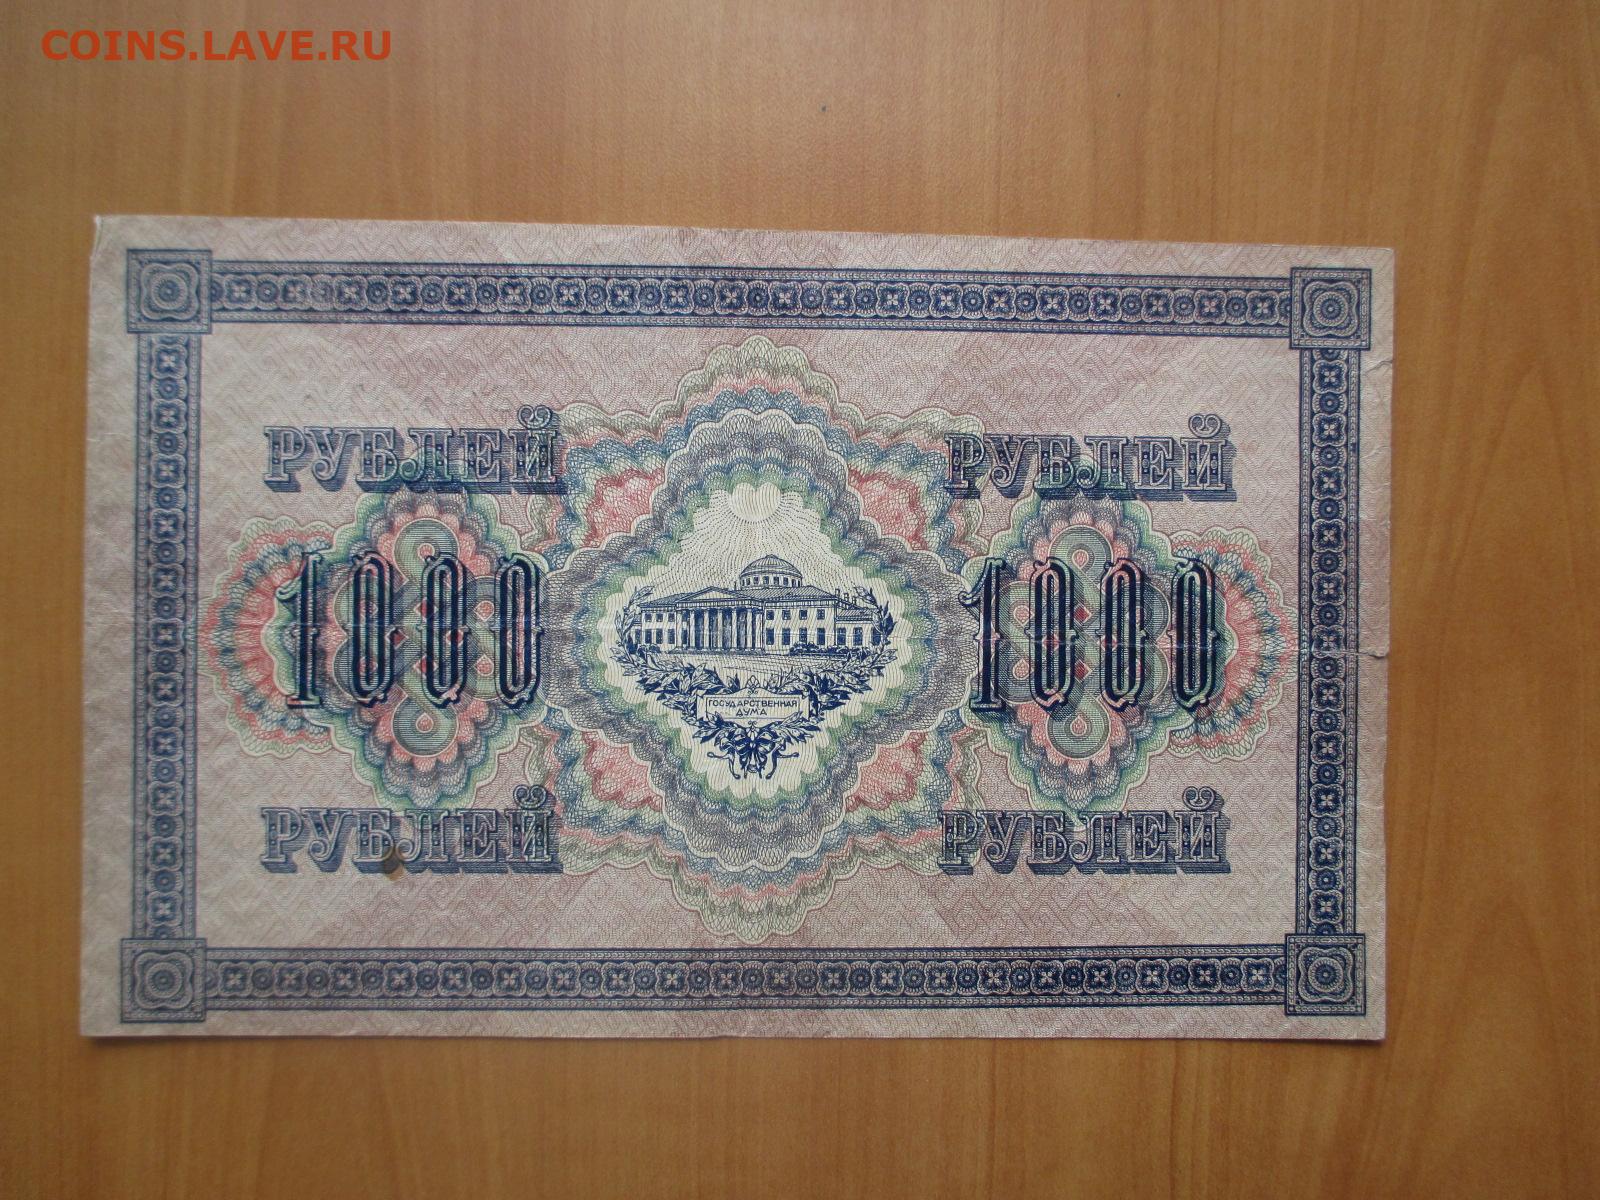 COINS.LAVE.RU
РУБЛЕЙ РУБЛЕЙ
1000 1000
ГОСУДАРСТВЕННАЯ
ДУМА
РУБЛЕЙ РУБЛЕЙ